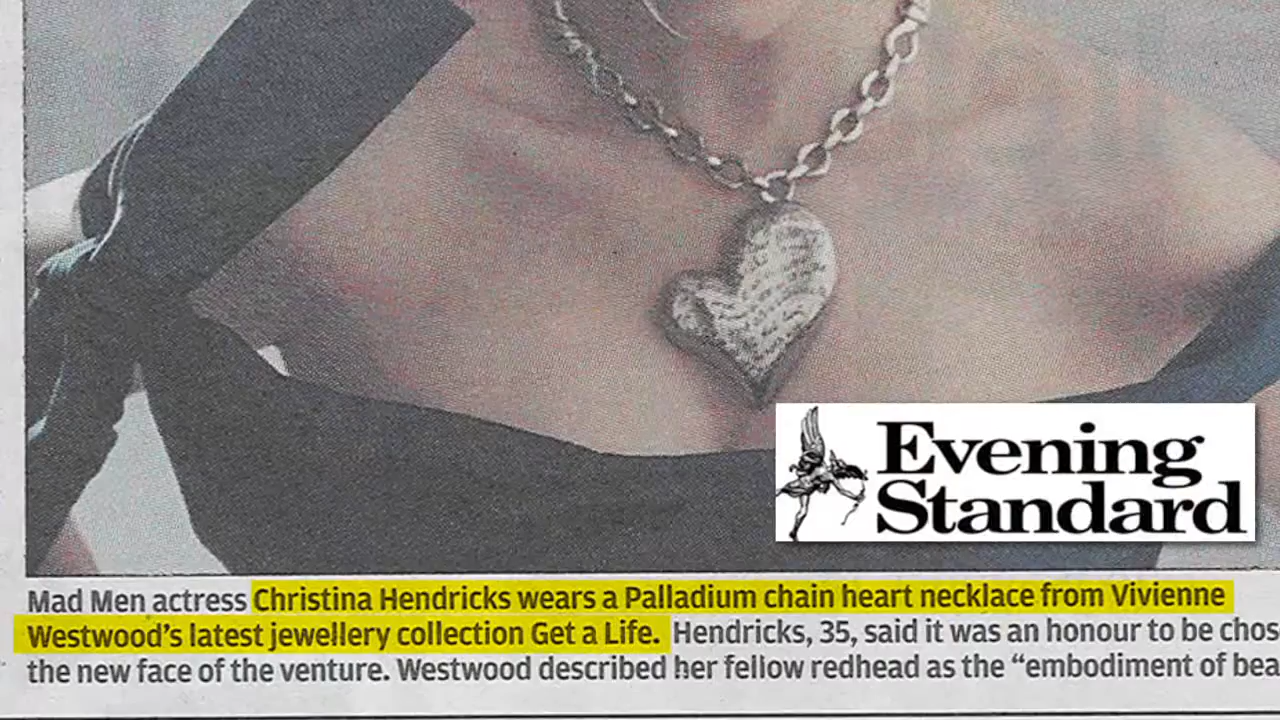 Evening
Standard
Mad Men actress Christina Hendricks wears a Palladium chain heart necklace from Vivienne
Westwood's latest jewellery collection Get a Life. Hendricks, 35, said it was an honour to be chos
the new face of the venture. Westwood described her fellow redhead as the “embodiment of bea